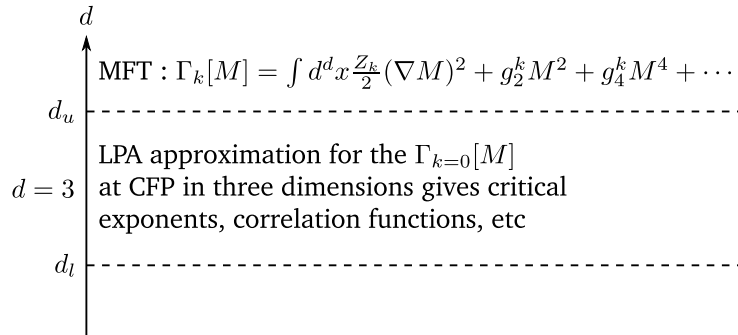 d
MFT : Γ_k[M] = ∫ d^d x \frac{Z_k}{2}(∇M)^2 + g_2^k M^2 + g_4^k M^4 + ⋯
d_u
LPA approximation for the Γ_{k=0}[M]
d = 3 at CFP in three dimensions gives critical
exponents, correlation functions, etc
d_l